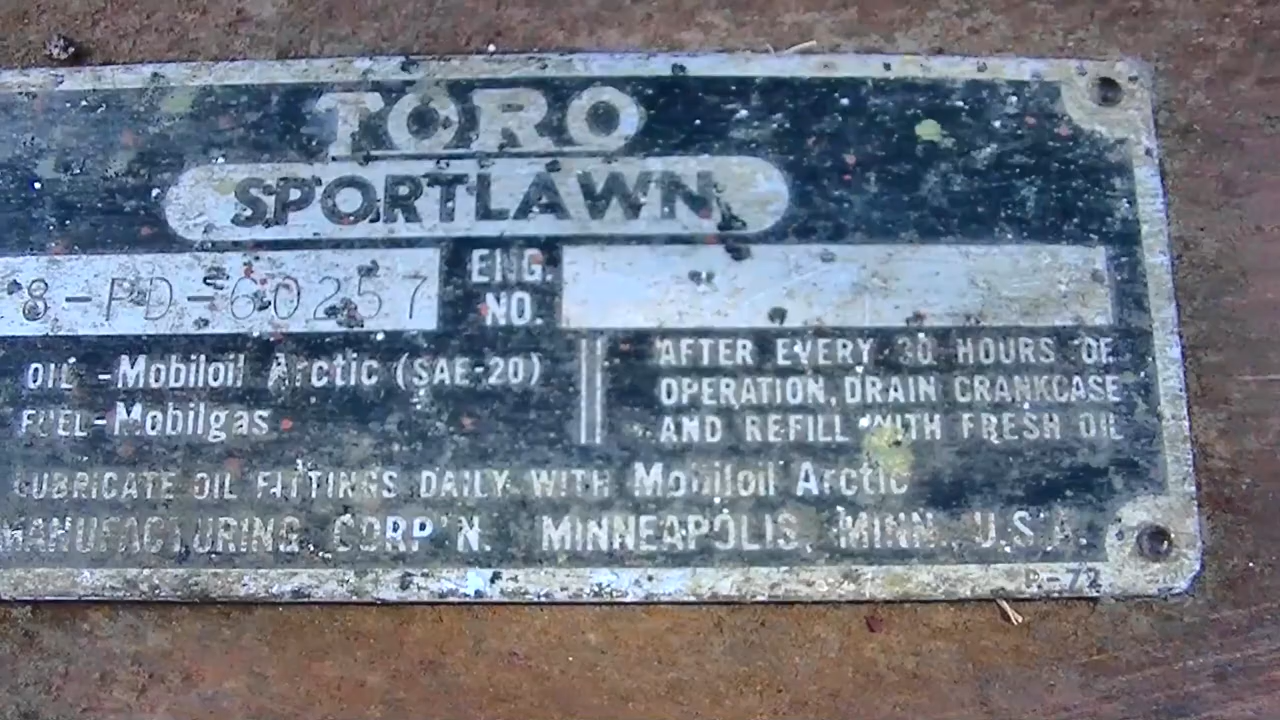 TORO
SPORTLAWN
8-PD-60257 ENG. NO.
OIL -Mobiloil Arctic (SAE-20)
FUEL-Mobilgas
AFTER EVERY 30 HOURS OF
OPERATION, DRAIN CRANKCASE
AND REFILL WITH FRESH OIL
LUBRICATE OIL FITTINGS DAILY WITH Mobiloil Arctic
MANUFACTURING CORP'N. MINNEAPOLIS, MINN. U.S.A.
P-72